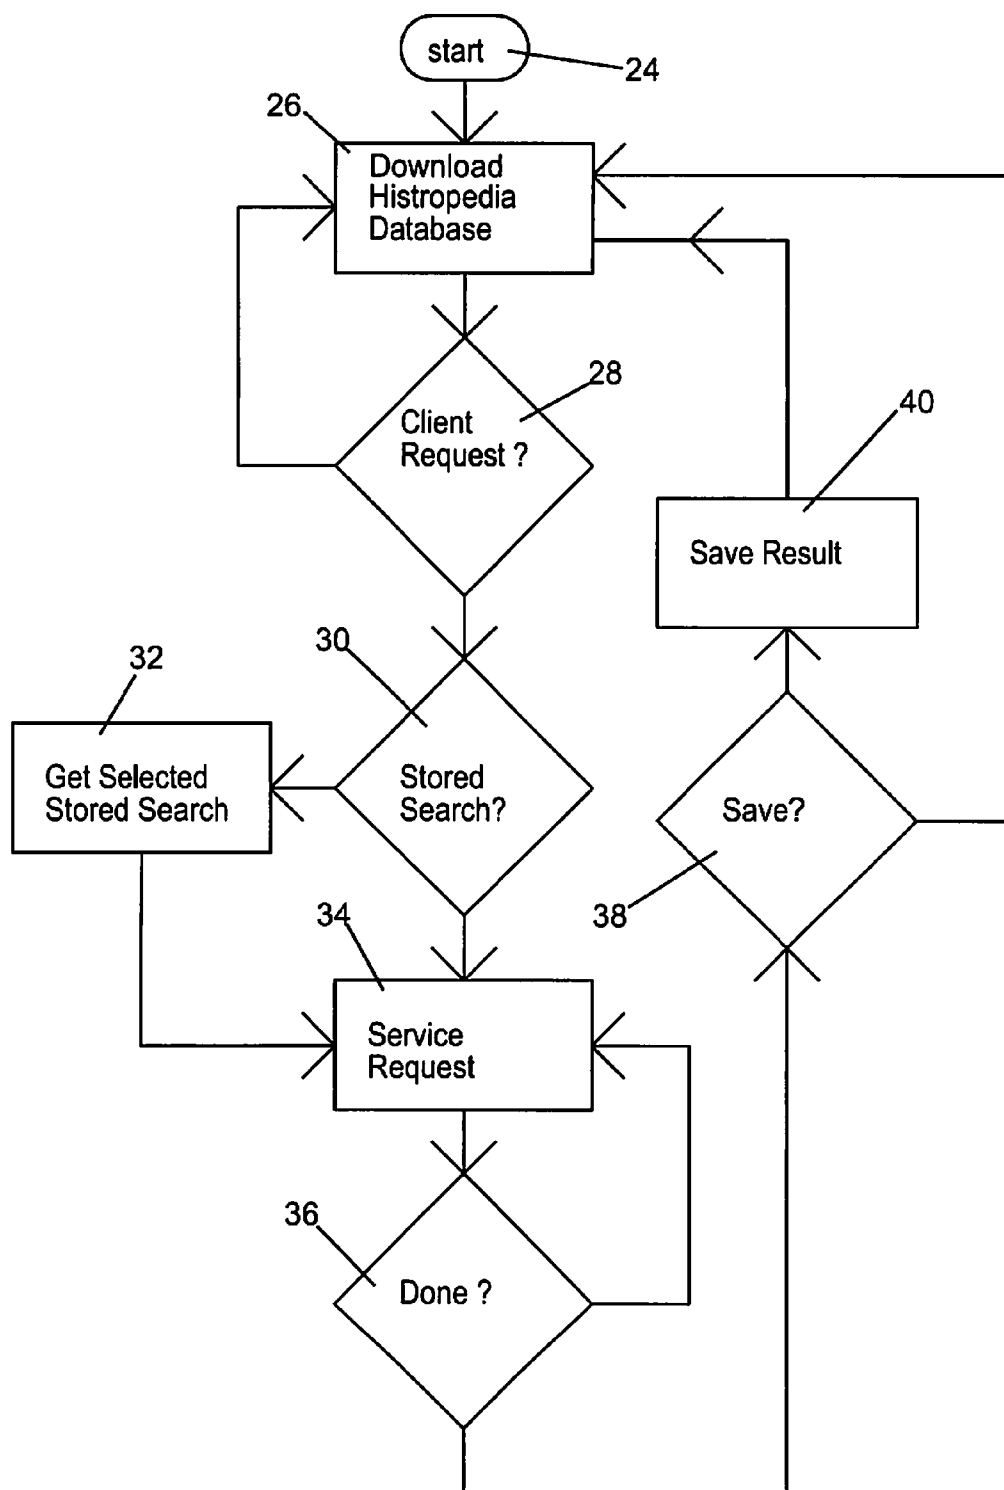 start
24
26
Download
Histropedia
Database
28
Client
Request ?
40
Save Result
30
32
Get Selected
Stored Search
Stored
Search?
Save?
38
34
Service
Request
36
Done ?